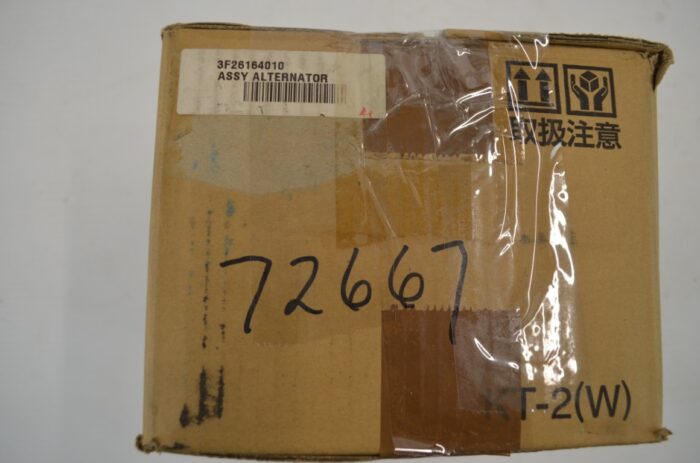 3F26164010
ASSY ALTERNATOR
取扱注意
72667
KT-2(W)